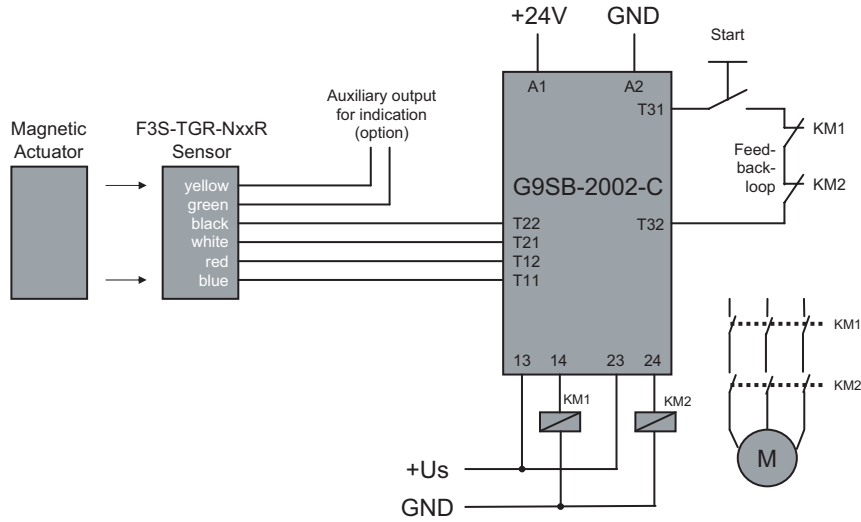 +24V
GND
Start
A1
A2
T31
Auxiliary output
for indication
(option)
Magnetic
Actuator
F3S-TGR-NxxR
Sensor
KM1
Feed-
back-
loop
KM2
G9SB-2002-C
yellow
green
black
white
red
blue
T22
T21
T12
T11
T32
13
14
23
24
KM1
KM2
KM1
KM2
M
+Us
GND